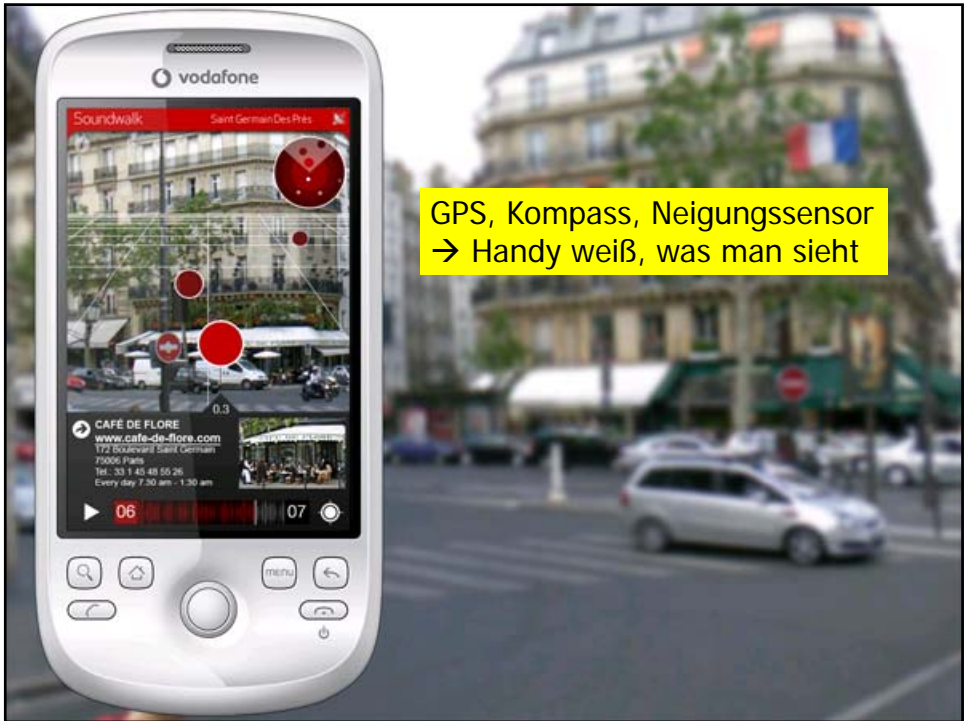 vodafone
Soundwalk Saint Germain Des Prés
GPS, Kompass, Neigungssensor
→ Handy weiß, was man sieht
0.3
CAFÉ DE FLORE
www.cafe-de-flore.com
172 Boulevard Saint Germain
75006 Paris
Tel.: 33 1 45 48 55 26
Every day 7.30 am - 1.30 am
06 07
menu